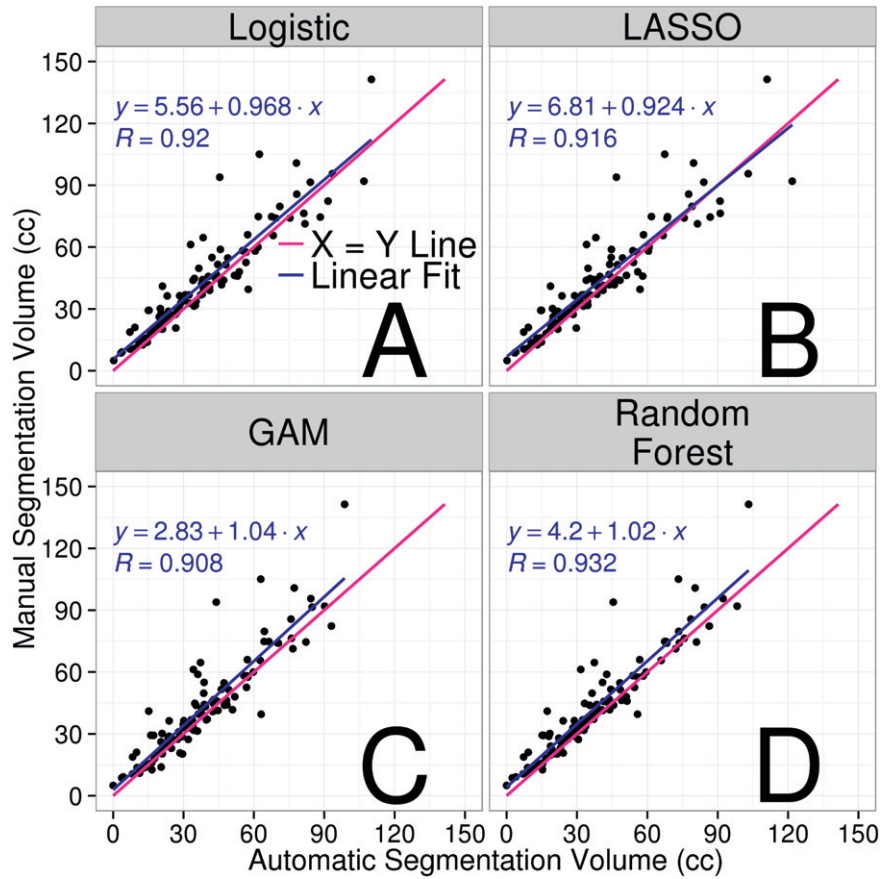 Logistic
LASSO
150
120
90
60
30
0
y = 5.56 + 0.968 · x
R = 0.92
X = Y Line
Linear Fit
A
y = 6.81 + 0.924 · x
R = 0.916
B
GAM
Random
Forest
150
120
90
60
30
0
y = 2.83 + 1.04 · x
R = 0.908
C
y = 4.2 + 1.02 · x
R = 0.932
D
0 30 60 90 120 150
0 30 60 90 120 150
Manual Segmentation Volume (cc)
Automatic Segmentation Volume (cc)